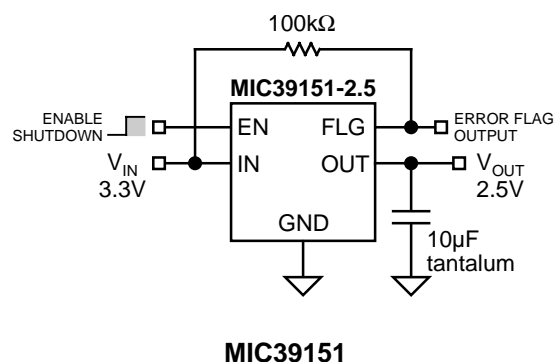 100kΩ
MIC39151-2.5
ENABLE
SHUTDOWN
EN
FLG
ERROR FLAG
OUTPUT
VIN
3.3V
IN
OUT
VOUT
2.5V
GND
10µF
tantalum
MIC39151